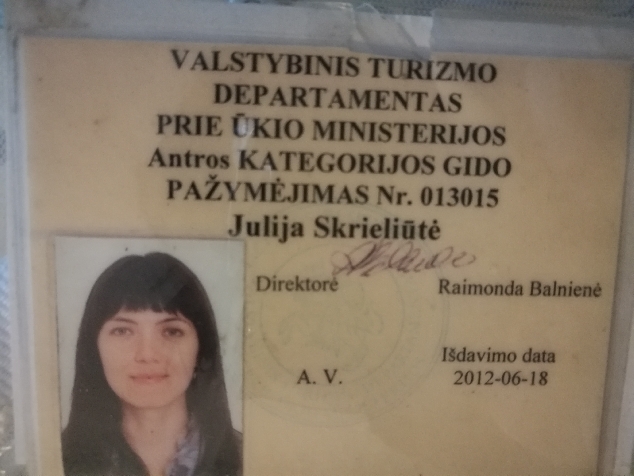 VALSTYBINIS TURIZMO
DEPARTAMENTAS
PRIE ŪKIO MINISTERIJOS
Antros KATEGORIJOS GIDO
PAŽYMĖJIMAS Nr. 013015
Julija Skrieliūtė
Direktorė Raimonda Balnienė
Išdavimo data
A. V. 2012-06-18